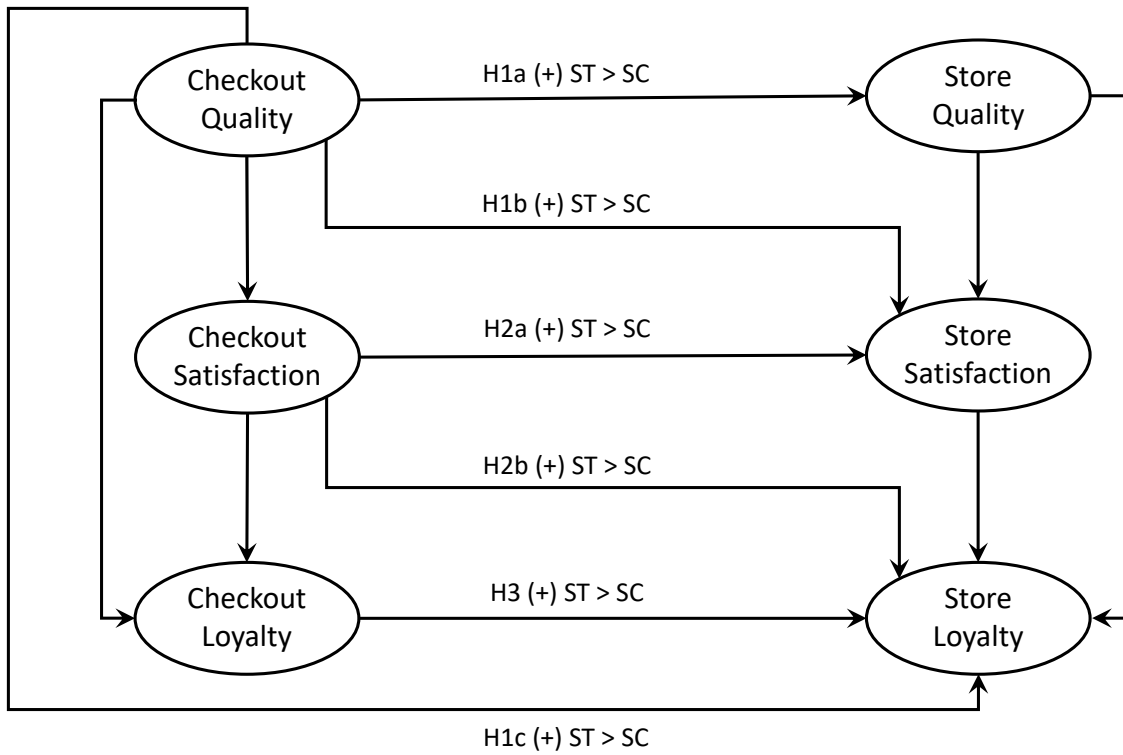 Checkout
Quality
H1a (+) ST > SC
Store
Quality
H1b (+) ST > SC
Checkout
Satisfaction
H2a (+) ST > SC
Store
Satisfaction
H2b (+) ST > SC
Checkout
Loyalty
H3 (+) ST > SC
Store
Loyalty
H1c (+) ST > SC